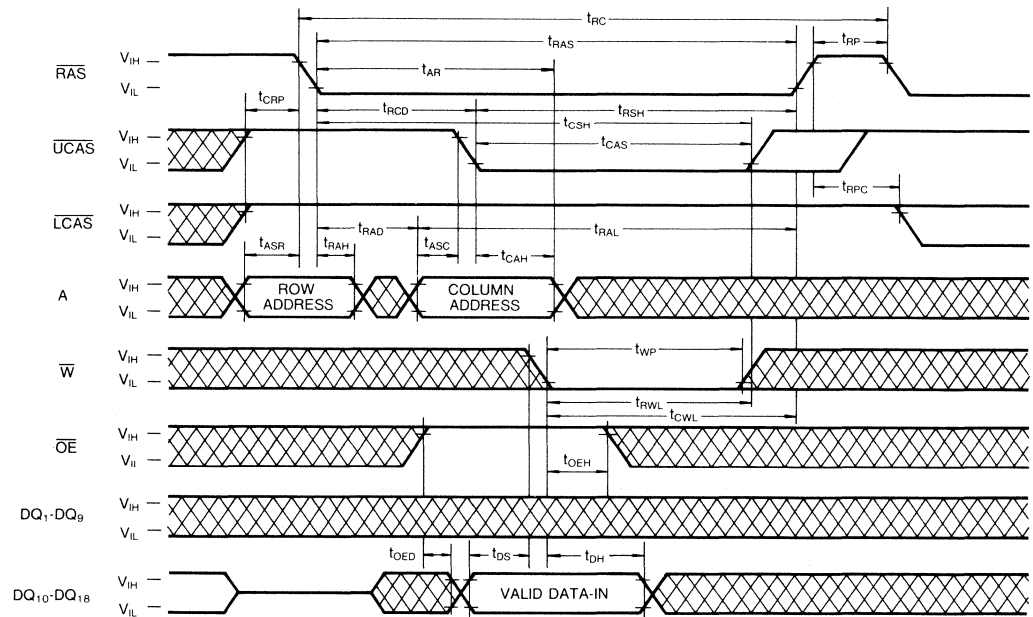 tRC
tRAS
tRP
VIH
RAS
tAR
VIL
tCRP
tRCD
tRSH
tCSH
VIH
UCAS
tCAS
VIL
tRPC
VIH
LCAS
tRAD
tRAL
VIL
tASR
tRAH
tASC
tCAH
VIH
A
ROW ADDRESS
COLUMN ADDRESS
VIL
VIH
W
tWP
VIL
tRWL
tCWL
VIH
OE
VII
tOEH
VIH
DQ1-DQ9
VIL
tOED
tDS
tDH
VIH
DQ10-DQ18
VALID DATA-IN
VIL